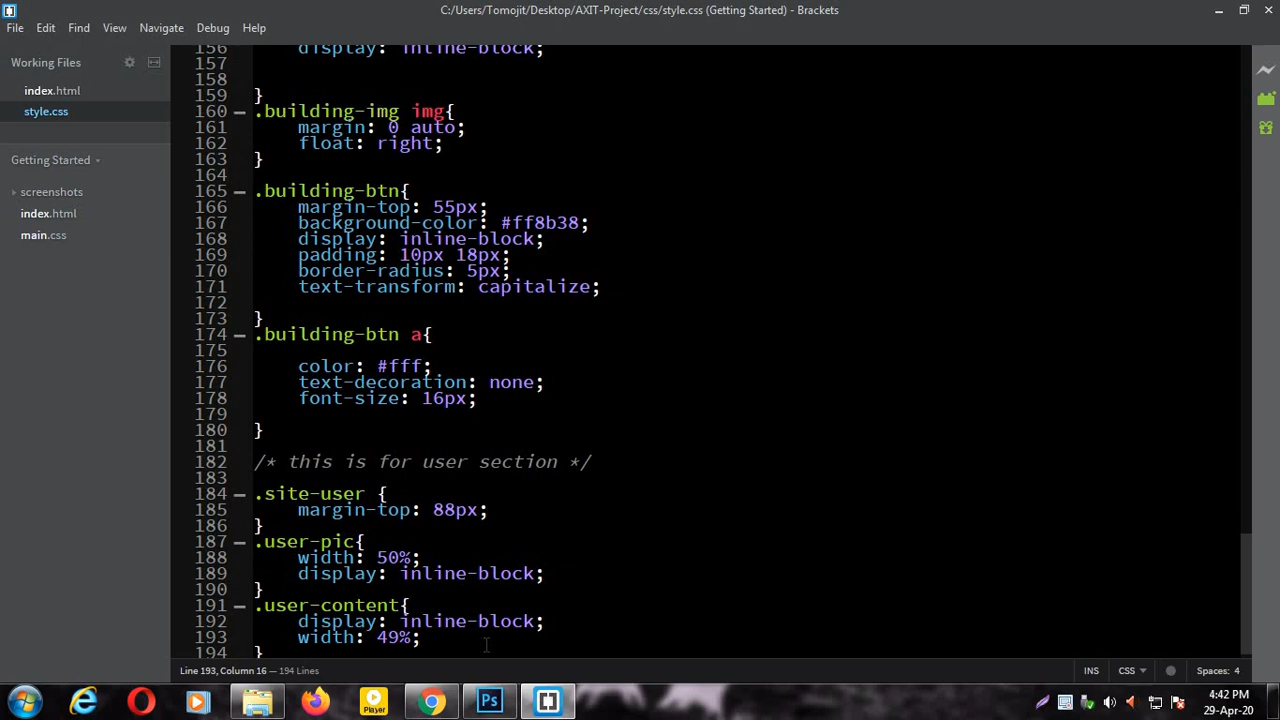 C:/Users/Tomojit/Desktop/AXIT-Project/css/style.css (Getting Started) - Brackets
File Edit Find View Navigate Debug Help
Working Files
index.html
style.css
Getting Started
screenshots
index.html
main.css
156 display: inline-block;
157
158
159 }
160 .building-img img{
161 margin: 0 auto;
162 float: right;
163 }
164
165 .building-btn{
166 margin-top: 55px;
167 background-color: #ff8b38;
168 display: inline-block;
169 padding: 10px 18px;
170 border-radius: 5px;
171 text-transform: capitalize;
172
173 }
174 .building-btn a{
175
176 color: #fff;
177 text-decoration: none;
178 font-size: 16px;
179
180 }
181
182 /* this is for user section */
183
184 .site-user {
185 margin-top: 88px;
186 }
187 .user-pic{
188 width: 50%;
189 display: inline-block;
190 }
191 .user-content{
192 display: inline-block;
193 width: 49%;
194 }
Line 193, Column 16 — 194 Lines
INS CSS Spaces: 4
Player
Ps
4:42 PM
29-Apr-20